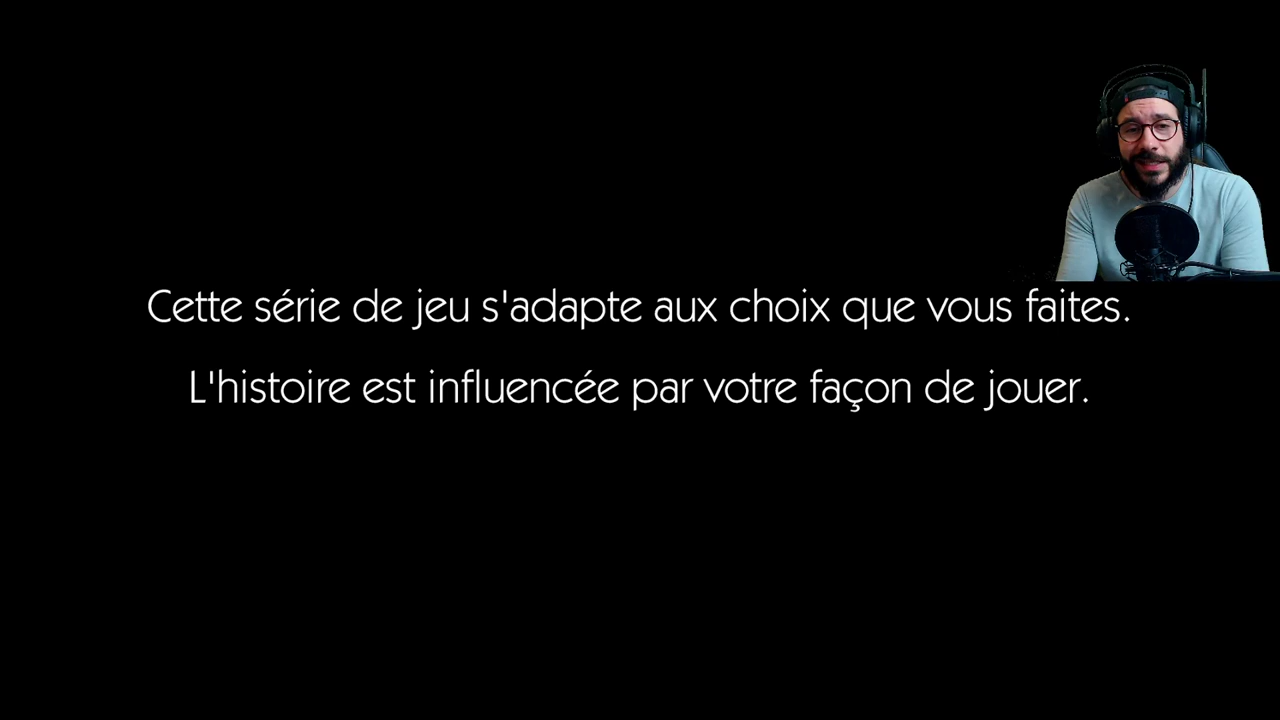 Cette série de jeu s'adapte aux choix que vous faites.
L'histoire est influencée par votre façon de jouer.